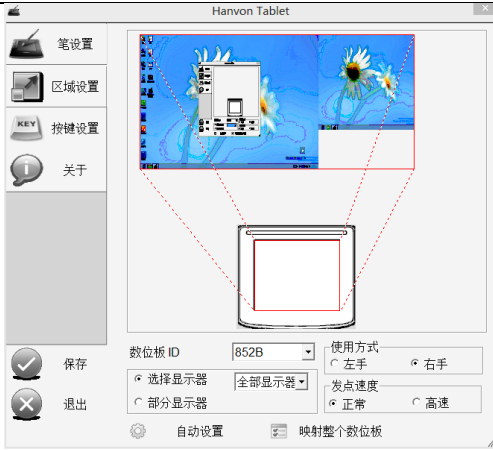 Hanvon Tablet
笔设置
区域设置
KEY
按键设置
关于
保存
退出
数位板 ID
852B
使用方式
左手
右手
选择显示器
全部显示器
部分显示器
发点速度
正常
高速
自动设置
映射整个数位板